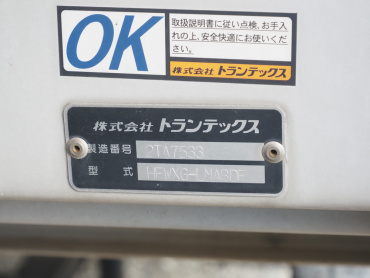 OK
取扱説明書に従い点検、お手入
れの上、安全快適にお使いくだ
さい。
株式会社 トランテックス
株式会社 トランテックス
製造番号 2TA7533
型式